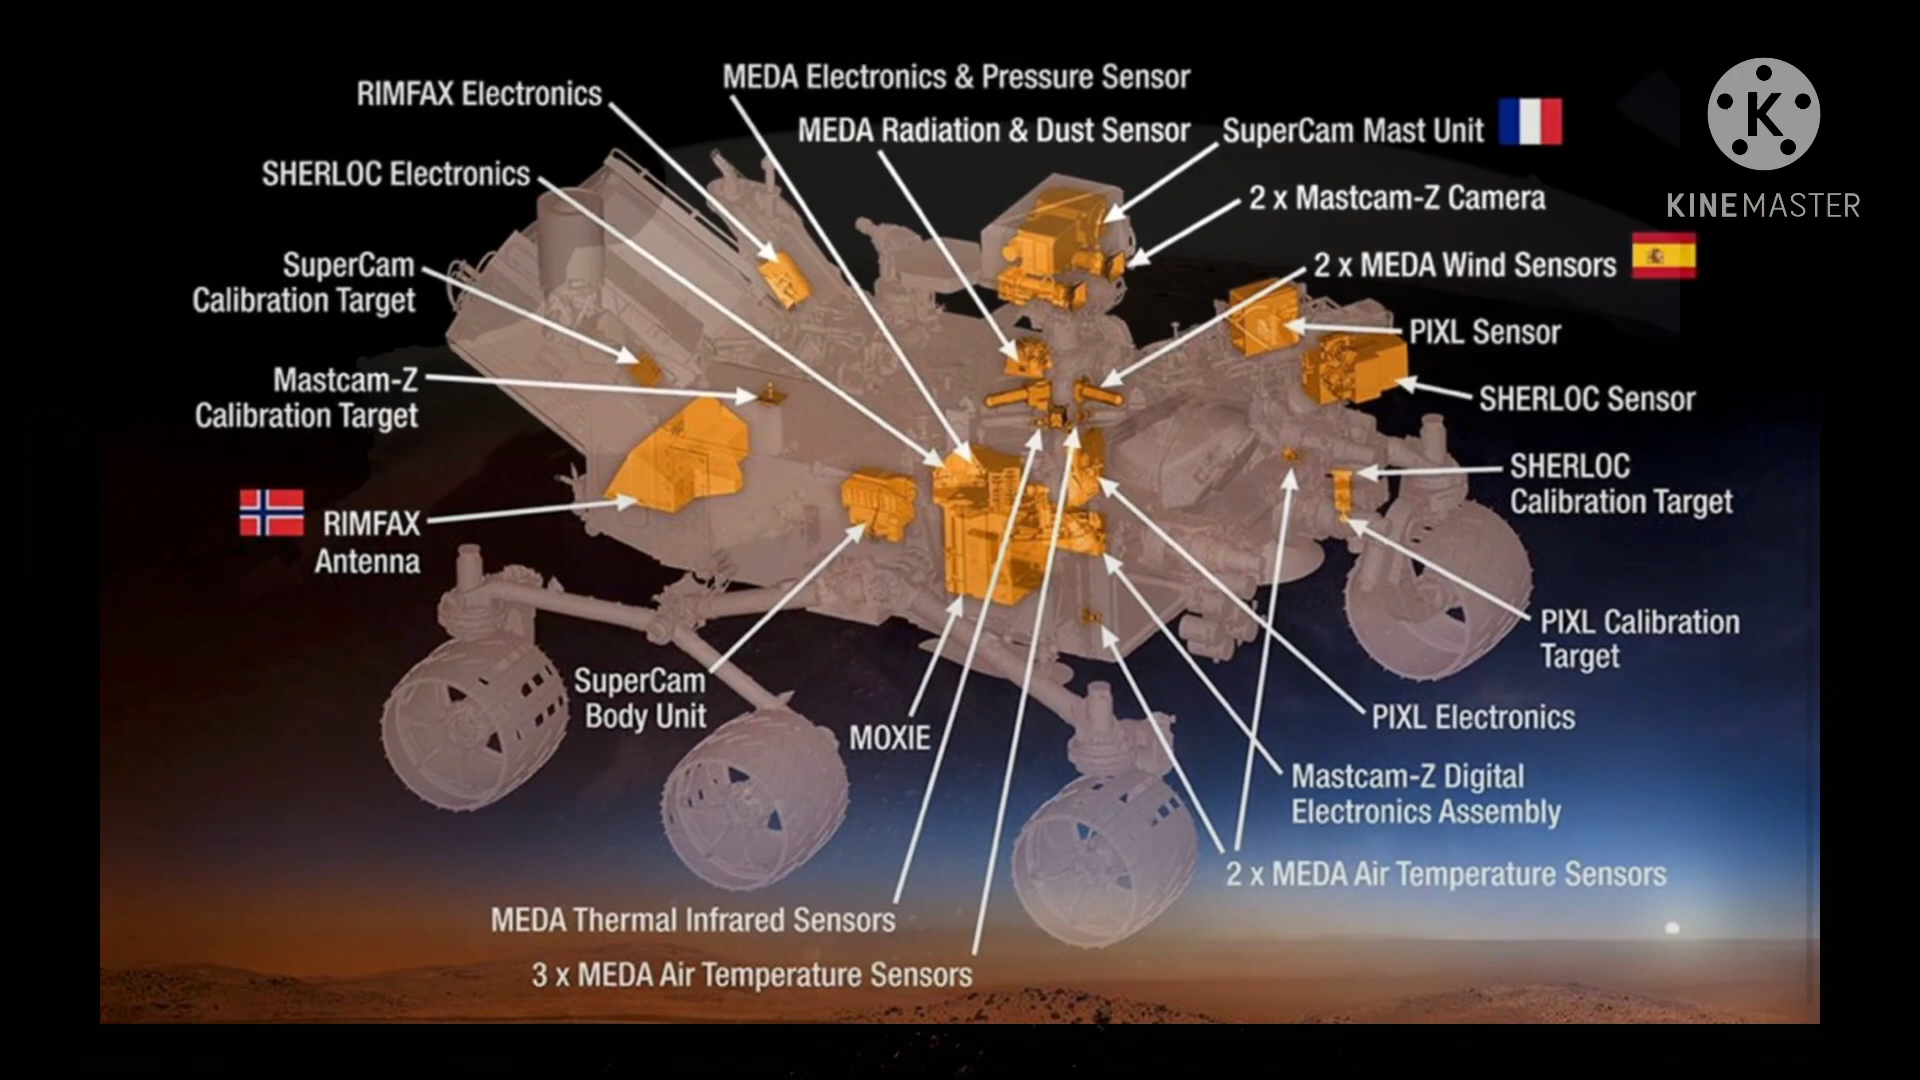 MEDA Electronics & Pressure Sensor
RIMFAX Electronics
MEDA Radiation & Dust Sensor
SuperCam Mast Unit
K
KINEMASTER
SHERLOC Electronics
2 x Mastcam-Z Camera
SuperCam
Calibration Target
2 x MEDA Wind Sensors
PIXL Sensor
Mastcam-Z
Calibration Target
SHERLOC Sensor
SHERLOC
Calibration Target
RIMFAX
Antenna
PIXL Calibration
Target
SuperCam
Body Unit
MOXIE
PIXL Electronics
Mastcam-Z Digital
Electronics Assembly
2 x MEDA Air Temperature Sensors
MEDA Thermal Infrared Sensors
3 x MEDA Air Temperature Sensors